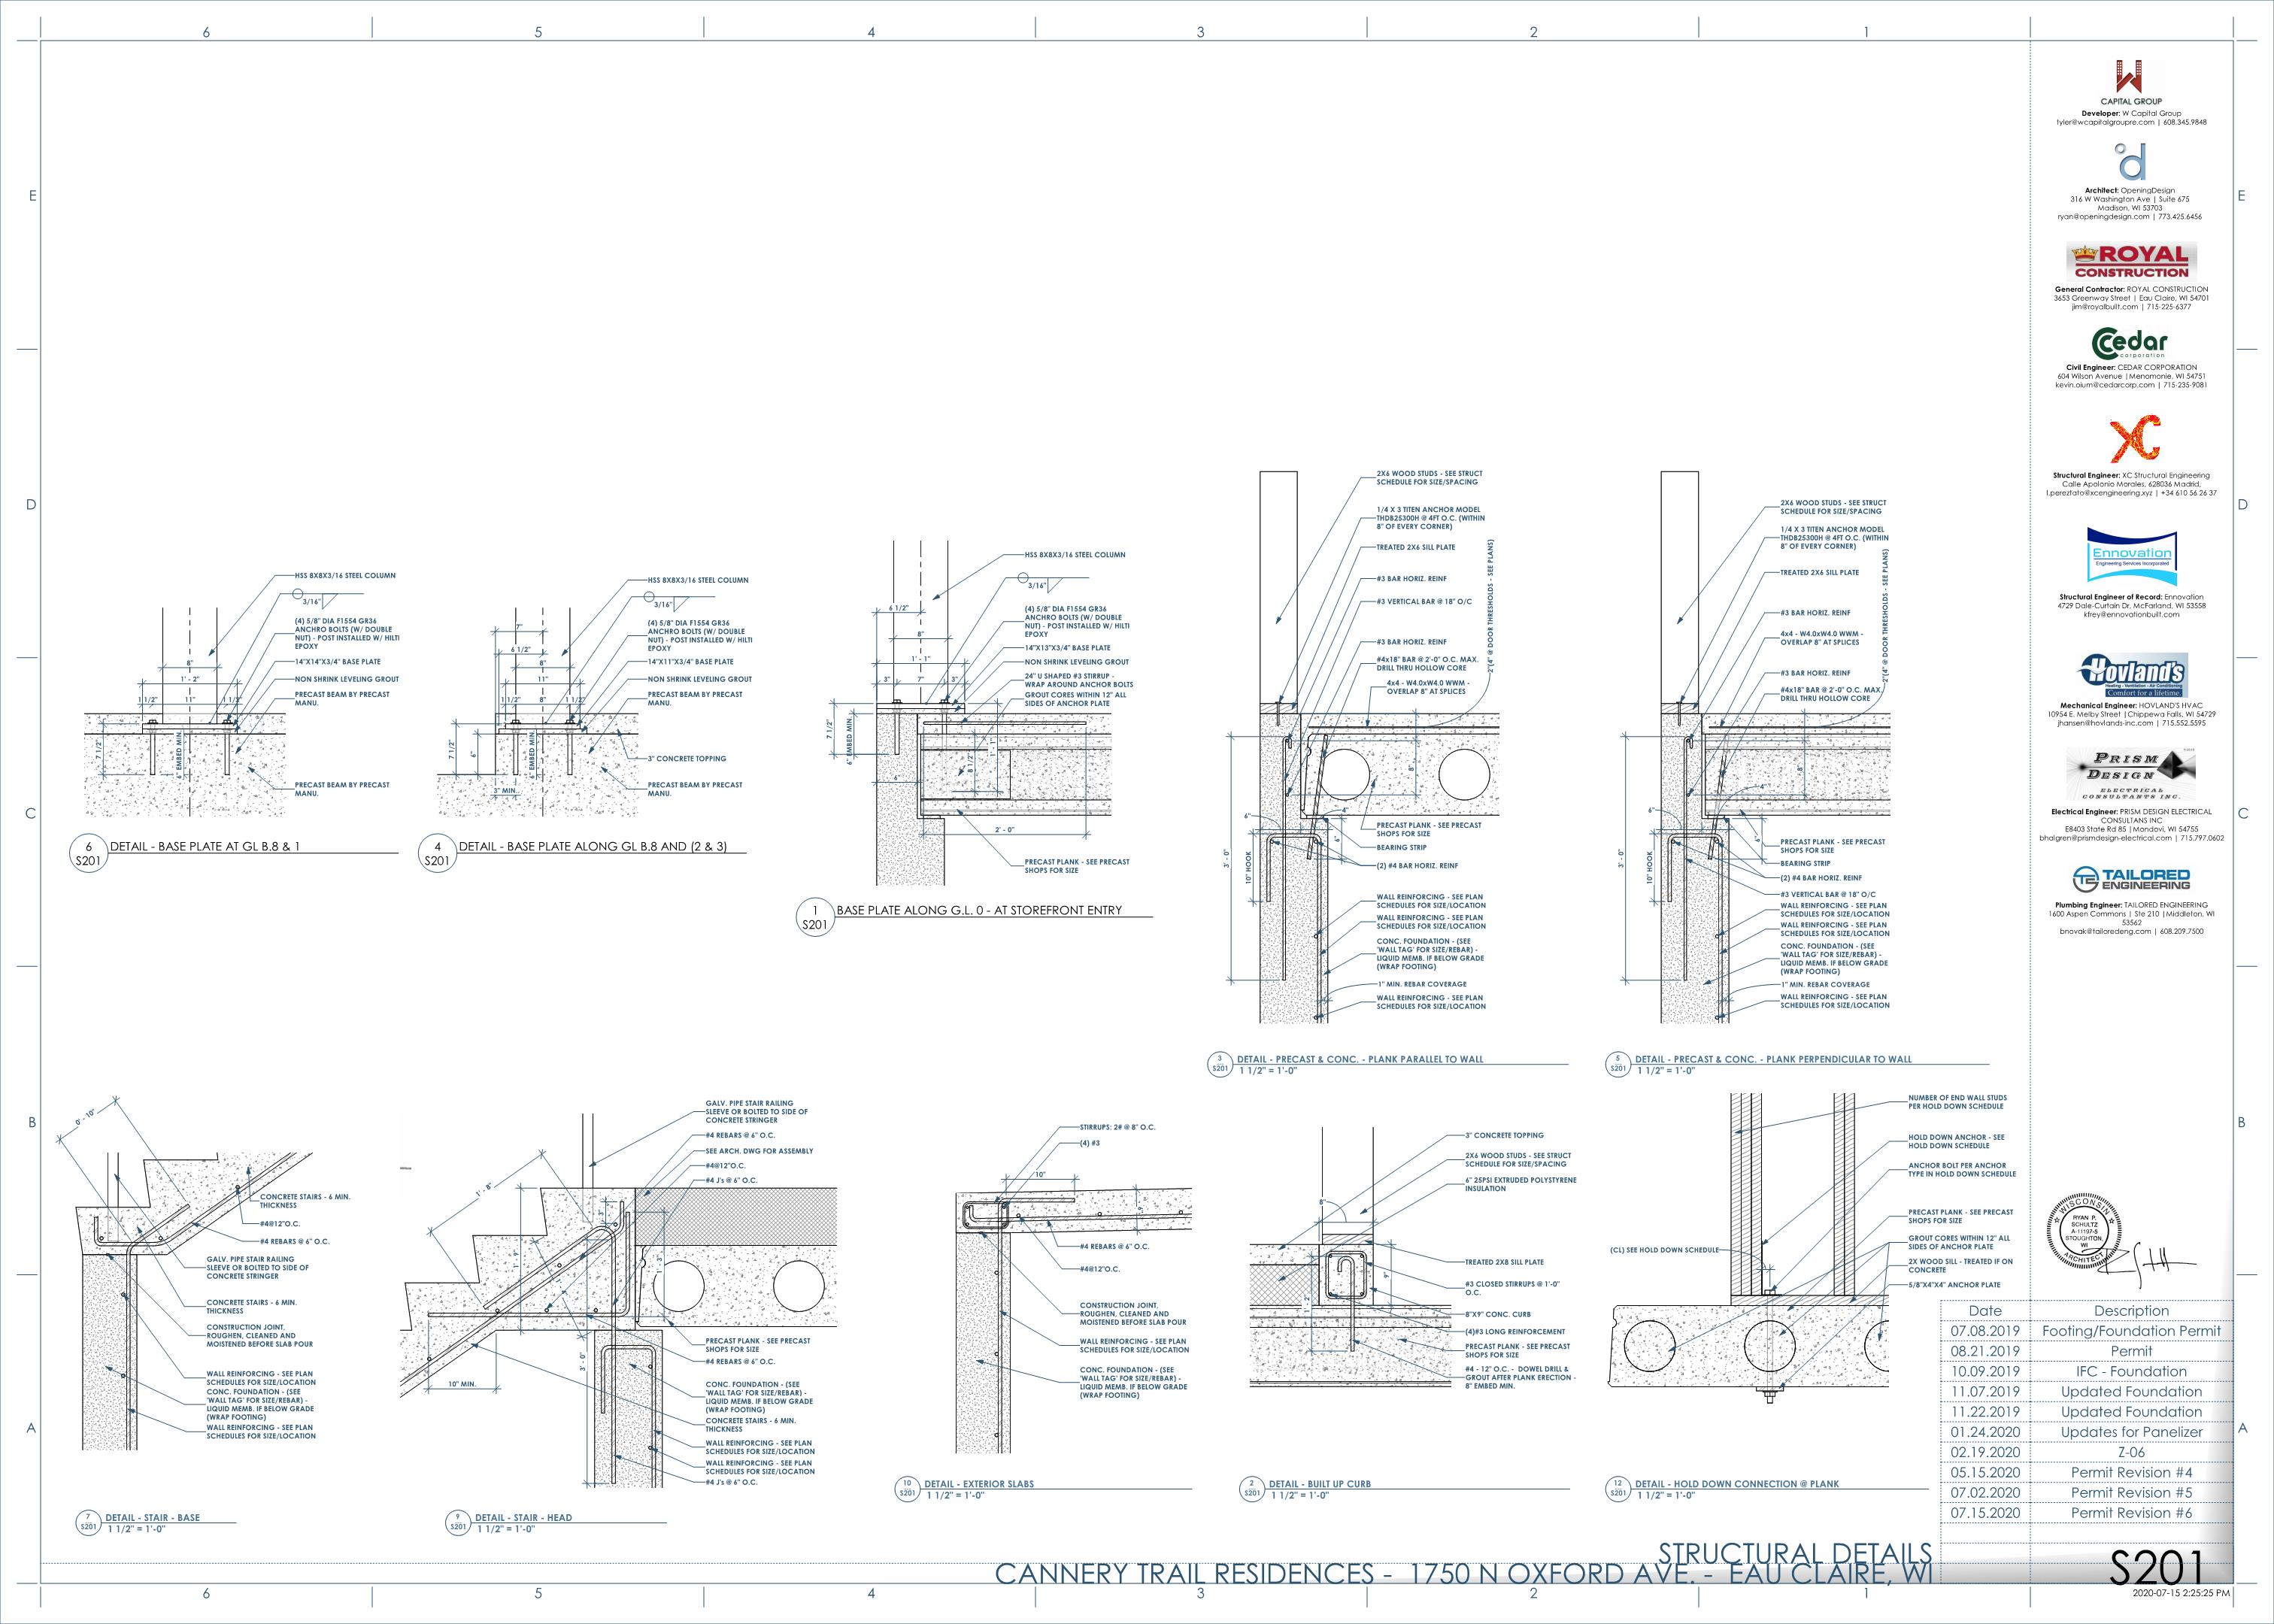 6
5
4
3
2
1
E
D
C
B
A
HSS 8X8X3/16 STEEL COLUMN
3/16"
(4) 5/8" DIA F1554 GR36
ANCHRO BOLTS (W/ DOUBLE
NUT) - POST INSTALLED W/ HILTI
EPOXY
14"X14"X3/4" BASE PLATE
NON SHRINK LEVELING GROUT
PRECAST BEAM BY PRECAST
MANU.
PRECAST BEAM BY PRECAST
MANU.
8"
1' - 2"
1 1/2"
11"
1 1/2"
7 1/2"
6" EMBED MIN.
6
S201
DETAIL - BASE PLATE AT GL B.8 & 1
HSS 8X8X3/16 STEEL COLUMN
3/16"
(4) 5/8" DIA F1554 GR36
ANCHRO BOLTS (W/ DOUBLE
NUT) - POST INSTALLED W/ HILTI
EPOXY
14"X11"X3/4" BASE PLATE
NON SHRINK LEVELING GROUT
PRECAST BEAM BY PRECAST
MANU.
3" CONCRETE TOPPING
PRECAST BEAM BY PRECAST
MANU.
7"
6 1/2"
8"
11"
1 1/2"
8"
1 1/2"
7 1/2"
6"
6" EMBED MIN.
3" MIN.
4
S201
DETAIL - BASE PLATE ALONG GL B.8 AND (2 & 3)
HSS 8X8X3/16 STEEL COLUMN
3/16"
(4) 5/8" DIA F1554 GR36
ANCHRO BOLTS (W/ DOUBLE
NUT) - POST INSTALLED W/ HILTI
EPOXY
14"X13"X3/4" BASE PLATE
NON SHRINK LEVELING GROUT
24" U SHAPED #3 STIRRUP -
WRAP AROUND ANCHOR BOLTS
GROUT CORES WITHIN 12" ALL
SIDES OF ANCHOR PLATE
PRECAST PLANK - SEE PRECAST
SHOPS FOR SIZE
6 1/2"
8"
1' - 1"
3"
7"
3"
7 1/2"
6" EMBED MIN.
6"
8 1/2"
1' - 1"
2' - 0"
1
S201
BASE PLATE ALONG G.L. 0 - AT STOREFRONT ENTRY
2X6 WOOD STUDS - SEE STRUCT
SCHEDULE FOR SIZE/SPACING
1/4 X 3 TITEN ANCHOR MODEL
THDB25300H @ 4FT O.C. (WITHIN
8" OF EVERY CORNER)
TREATED 2X6 SILL PLATE
#3 BAR HORIZ. REINF
#3 VERTICAL BAR @ 18" O/C
#3 BAR HORIZ. REINF
#4x18" BAR @ 2'-0" O.C. MAX.
DRILL THRU HOLLOW CORE
4x4 - W4.0xW4.0 WWM -
OVERLAP 8" AT SPLICES
2"(4" @ DOOR THRESHOLDS - SEE PLANS)
8"
4"
6"
6"
3' - 0"
10" HOOK
PRECAST PLANK - SEE PRECAST
SHOPS FOR SIZE
BEARING STRIP
(2) #4 BAR HORIZ. REINF
WALL REINFORCING - SEE PLAN
SCHEDULES FOR SIZE/LOCATION
WALL REINFORCING - SEE PLAN
SCHEDULES FOR SIZE/LOCATION
CONC. FOUNDATION - (SEE
'WALL TAG' FOR SIZE/REBAR) -
LIQUID MEMB. IF BELOW GRADE
(WRAP FOOTING)
1" MIN. REBAR COVERAGE
WALL REINFORCING - SEE PLAN
SCHEDULES FOR SIZE/LOCATION
3
S201
DETAIL - PRECAST & CONC. - PLANK PARALLEL TO WALL
1 1/2" = 1'-0"
2X6 WOOD STUDS - SEE STRUCT
SCHEDULE FOR SIZE/SPACING
1/4 X 3 TITEN ANCHOR MODEL
THDB25300H @ 4FT O.C. (WITHIN
8" OF EVERY CORNER)
TREATED 2X6 SILL PLATE
#3 BAR HORIZ. REINF
4x4 - W4.0xW4.0 WWM -
OVERLAP 8" AT SPLICES
#3 BAR HORIZ. REINF
#4x18" BAR @ 2'-0" O.C. MAX.
DRILL THRU HOLLOW CORE
2"(4" @ DOOR THRESHOLDS - SEE PLANS)
8"
4"
6"
6"
3' - 0"
10" HOOK
PRECAST PLANK - SEE PRECAST
SHOPS FOR SIZE
BEARING STRIP
(2) #4 BAR HORIZ. REINF
#3 VERTICAL BAR @ 18" O/C
WALL REINFORCING - SEE PLAN
SCHEDULES FOR SIZE/LOCATION
WALL REINFORCING - SEE PLAN
SCHEDULES FOR SIZE/LOCATION
CONC. FOUNDATION - (SEE
'WALL TAG' FOR SIZE/REBAR) -
LIQUID MEMB. IF BELOW GRADE
(WRAP FOOTING)
1" MIN. REBAR COVERAGE
WALL REINFORCING - SEE PLAN
SCHEDULES FOR SIZE/LOCATION
5
S201
DETAIL - PRECAST & CONC. - PLANK PERPENDICULAR TO WALL
1 1/2" = 1'-0"
0' - 10"
CONCRETE STAIRS - 6 MIN.
THICKNESS
#4@12"O.C.
#4 REBARS @ 6" O.C.
GALV. PIPE STAIR RAILING
SLEEVE OR BOLTED TO SIDE OF
CONCRETE STRINGER
CONCRETE STAIRS - 6 MIN.
THICKNESS
CONSTRUCTION JOINT,
ROUGHEN, CLEANED AND
MOISTENED BEFORE SLAB POUR
WALL REINFORCING - SEE PLAN
SCHEDULES FOR SIZE/LOCATION
CONC. FOUNDATION - (SEE
'WALL TAG' FOR SIZE/REBAR) -
LIQUID MEMB. IF BELOW GRADE
(WRAP FOOTING)
WALL REINFORCING - SEE PLAN
SCHEDULES FOR SIZE/LOCATION
7
S201
DETAIL - STAIR - BASE
1 1/2" = 1'-0"
GALV. PIPE STAIR RAILING
SLEEVE OR BOLTED TO SIDE OF
CONCRETE STRINGER
#4 REBARS @ 6" O.C.
SEE ARCH. DWG FOR ASSEMBLY
#4@12"O.C.
#4 J's @ 6" O.C.
1' - 8"
3"
1' - 3"
3' - 0"
10" MIN.
PRECAST PLANK - SEE PRECAST
SHOPS FOR SIZE
#4 REBARS @ 6" O.C.
CONC. FOUNDATION - (SEE
'WALL TAG' FOR SIZE/REBAR) -
LIQUID MEMB. IF BELOW GRADE
(WRAP FOOTING)
CONCRETE STAIRS - 6 MIN.
THICKNESS
WALL REINFORCING - SEE PLAN
SCHEDULES FOR SIZE/LOCATION
WALL REINFORCING - SEE PLAN
SCHEDULES FOR SIZE/LOCATION
#4 J's @ 6" O.C.
9
S201
DETAIL - STAIR - HEAD
1 1/2" = 1'-0"
STIRRUPS: 2# @ 8" O.C.
(4) #3
10"
6"
#4 REBARS @ 6" O.C.
#4@12"O.C.
CONSTRUCTION JOINT,
ROUGHEN, CLEANED AND
MOISTENED BEFORE SLAB POUR
WALL REINFORCING - SEE PLAN
SCHEDULES FOR SIZE/LOCATION
CONC. FOUNDATION - (SEE
'WALL TAG' FOR SIZE/REBAR) -
LIQUID MEMB. IF BELOW GRADE
(WRAP FOOTING)
10
S201
DETAIL - EXTERIOR SLABS
1 1/2" = 1'-0"
3" CONCRETE TOPPING
2X6 WOOD STUDS - SEE STRUCT
SCHEDULE FOR SIZE/SPACING
6" 25PSI EXTRUDED POLYSTYRENE
INSULATION
8"
9"
TREATED 2X8 SILL PLATE
#3 CLOSED STIRRUPS @ 1'-0"
O.C.
8"X9" CONC. CURB
(4)#3 LONG REINFORCEMENT
PRECAST PLANK - SEE PRECAST
SHOPS FOR SIZE
#4 - 12" O.C. - DOWEL DRILL &
GROUT AFTER PLANK ERECTION -
8" EMBED MIN.
2
S201
DETAIL - BUILT UP CURB
1 1/2" = 1'-0"
NUMBER OF END WALL STUDS
PER HOLD DOWN SCHEDULE
HOLD DOWN ANCHOR - SEE
HOLD DOWN SCHEDULE
ANCHOR BOLT PER ANCHOR
TYPE IN HOLD DOWN SCHEDULE
PRECAST PLANK - SEE PRECAST
SHOPS FOR SIZE
(CL) SEE HOLD DOWN SCHEDULE
GROUT CORES WITHIN 12" ALL
SIDES OF ANCHOR PLATE
2X WOOD SILL - TREATED IF ON
CONCRETE
5/8"X4"X4" ANCHOR PLATE
12
S201
DETAIL - HOLD DOWN CONNECTION @ PLANK
1 1/2" = 1'-0"
W
CAPITAL GROUP
Developer: W Capital Group
tyler@wcapitalgroupre.com | 608.345.9848
d
Architect: OpeningDesign
316 W Washington Ave | Suite 675
Madison, WI 53703
ryan@openingdesign.com | 773.425.6456
ROYAL
CONSTRUCTION
General Contractor: ROYAL CONSTRUCTION
3653 Greenway Street | Eau Claire, WI 54701
jim@royalbuilt.com | 715-225-6377
Cedar
corporation
Civil Engineer: CEDAR CORPORATION
604 Wilson Avenue |Menomonie, WI 54751
kevin.oium@cedarcorp.com | 715-235-9081
XC
Structural Engineer: XC Structural Engineering
Calle Apolonio Morales, 628036 Madrid,
l.pereztato@xcengineering.xyz | +34 610 56 26 37
Ennovation
Engineering Services Incorporated
Structural Engineer of Record: Ennovation
4729 Dale-Curtain Dr, McFarland, WI 53558
kfrey@ennovationbuilt.com
Hovland's
Heating - Ventilation - Air Conditioning
Comfort for a lifetime.
Mechanical Engineer: HOVLAND'S HVAC
10954 E. Melby Street |Chippewa Falls, WI 54729
jhansen@hovlands-inc.com | 715.552.5595
PRISM
DESIGN
ELECTRICAL
CONSULTANTS INC.
Electrical Engineer: PRISM DESIGN ELECTRICAL
CONSULTANS INC
E8403 State Rd 85 |Mandovi, WI 54755
bhalgren@prismdesign-electrical.com | 715.797.0602
TE TAILORED
ENGINEERING
Plumbing Engineer: TAILORED ENGINEERING
1600 Aspen Commons | Ste 210 |Middleton, WI
53562
bnovak@tailoredeng.com | 608.209.7500
WISCONSIN
RYAN P.
SCHULTZ
A-11197-5
STOUGHTON,
WI
ARCHITECT
Date Description
07.08.2019 Footing/Foundation Permit
08.21.2019 Permit
10.09.2019 IFC - Foundation
11.07.2019 Updated Foundation
11.22.2019 Updated Foundation
01.24.2020 Updates for Panelizer
02.19.2020 Z-06
05.15.2020 Permit Revision #4
07.02.2020 Permit Revision #5
07.15.2020 Permit Revision #6
STRUCTURAL DETAILS
CANNERY TRAIL RESIDENCES - 1750 N OXFORD AVE. - EAU CLAIRE, WI
S201
2020-07-15 2:25:25 PM
E
D
C
B
A
6
5
4
3
2
1